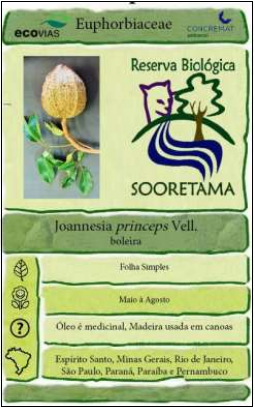 ecovias
Euphorbiaceae
CONCREMAT
Reserva Biológica
SOORETAMA
Joannesia princeps Vell.
boleira
Folha Simples
Maio à Agosto
?
Óleo é medicinal, Madeira usada em canoas
Espírito Santo, Minas Gerais, Rio de Janeiro,
São Paulo, Paraná, Paraíba e Pernambuco